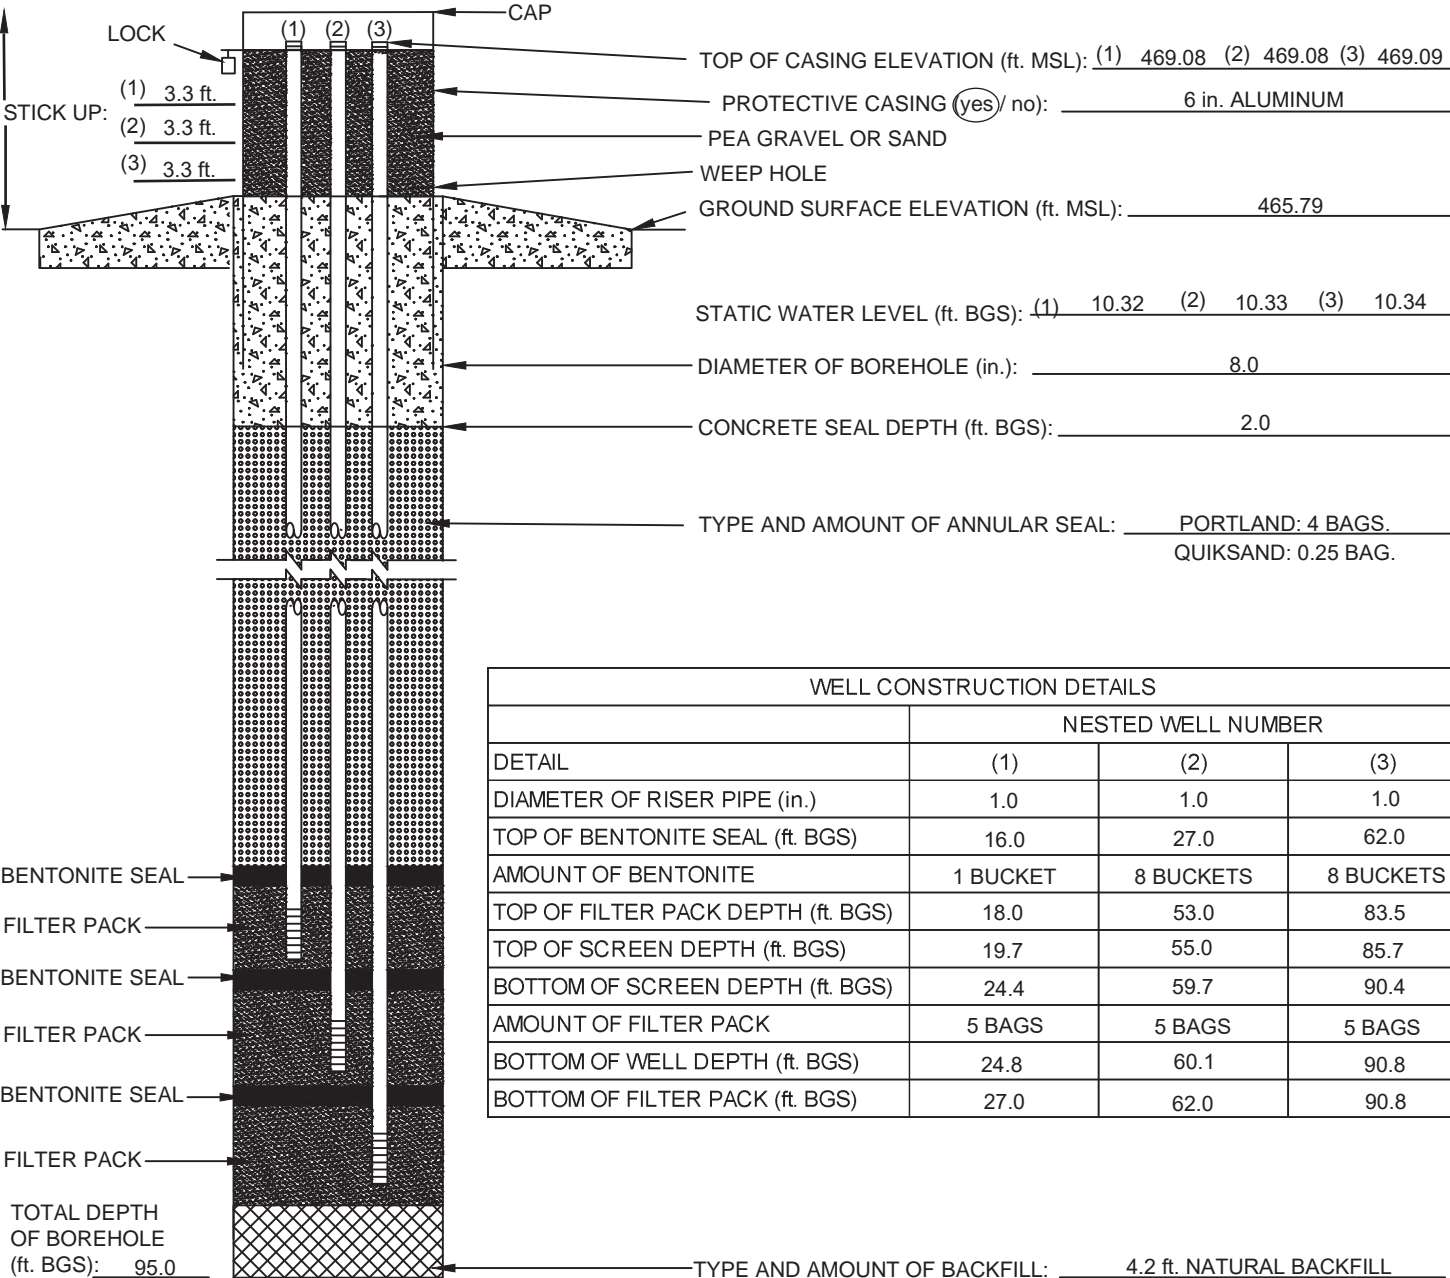 CAP
LOCK
(1) (2) (3)
TOP OF CASING ELEVATION (ft. MSL): (1) 469.08 (2) 469.08 (3) 469.09
STICK UP:
(1) 3.3 ft.
(2) 3.3 ft.
(3) 3.3 ft.
PROTECTIVE CASING (yes/ no): 6 in. ALUMINUM
PEA GRAVEL OR SAND
WEEP HOLE
GROUND SURFACE ELEVATION (ft. MSL): 465.79
STATIC WATER LEVEL (ft. BGS): (1) 10.32 (2) 10.33 (3) 10.34
DIAMETER OF BOREHOLE (in.): 8.0
CONCRETE SEAL DEPTH (ft. BGS): 2.0
TYPE AND AMOUNT OF ANNULAR SEAL: PORTLAND: 4 BAGS.
QUIKSAND: 0.25 BAG.
WELL CONSTRUCTION DETAILS
NESTED WELL NUMBER
DETAIL (1) (2) (3)
DIAMETER OF RISER PIPE (in.) 1.0 1.0 1.0
TOP OF BENTONITE SEAL (ft. BGS) 16.0 27.0 62.0
AMOUNT OF BENTONITE 1 BUCKET 8 BUCKETS 8 BUCKETS
TOP OF FILTER PACK DEPTH (ft. BGS) 18.0 53.0 83.5
TOP OF SCREEN DEPTH (ft. BGS) 19.7 55.0 85.7
BOTTOM OF SCREEN DEPTH (ft. BGS) 24.4 59.7 90.4
AMOUNT OF FILTER PACK 5 BAGS 5 BAGS 5 BAGS
BOTTOM OF WELL DEPTH (ft. BGS) 24.8 60.1 90.8
BOTTOM OF FILTER PACK (ft. BGS) 27.0 62.0 90.8
BENTONITE SEAL
FILTER PACK
BENTONITE SEAL
FILTER PACK
BENTONITE SEAL
FILTER PACK
TOTAL DEPTH
OF BOREHOLE
(ft. BGS): 95.0
TYPE AND AMOUNT OF BACKFILL: 4.2 ft. NATURAL BACKFILL